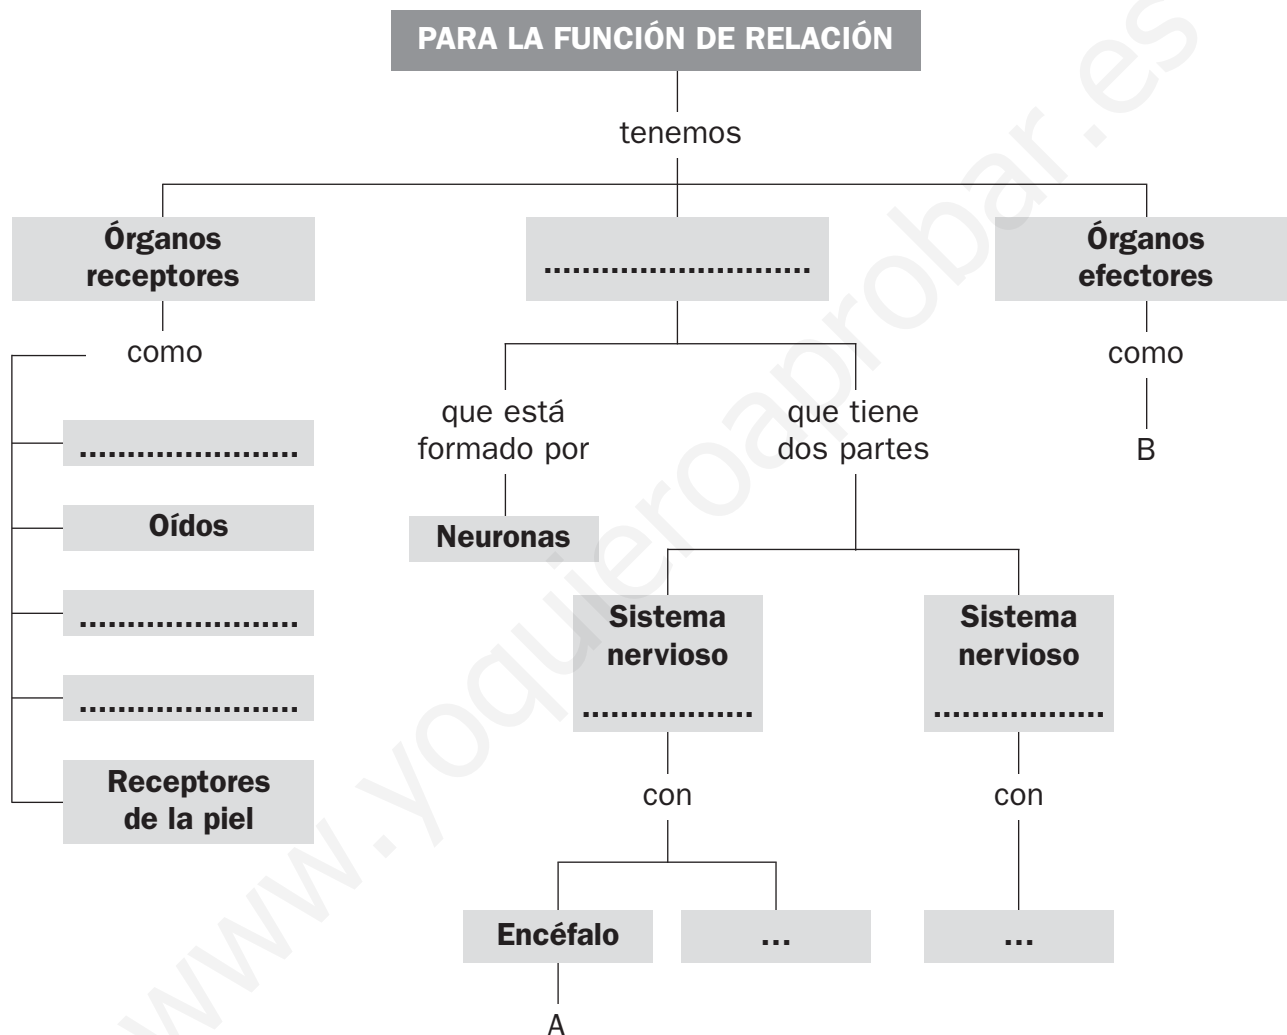 PARA LA FUNCIÓN DE RELACIÓN
tenemos
Órganos
receptores
............................
Órganos
efectores
como
.......................
Oídos
.......................
.......................
Receptores
de la piel
que está
formado por
Neuronas
que tiene
dos partes
Sistema
nervioso
..................
con
Encéfalo
A
...
Sistema
nervioso
..................
con
...
como
B
www.yoquieroaprobar.es